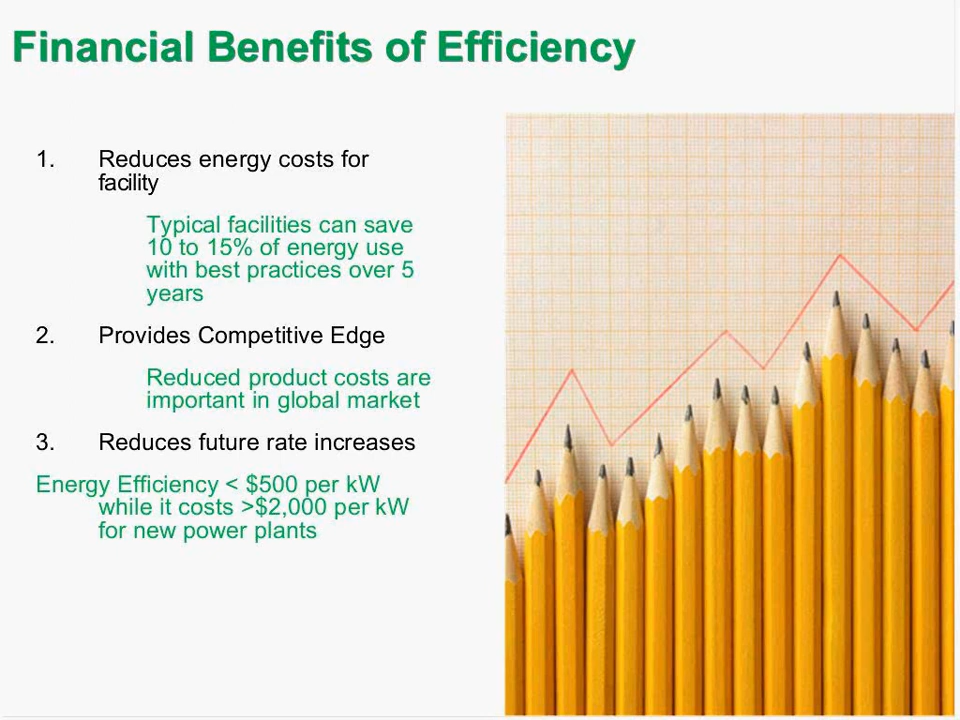 Financial Benefits of Efficiency
1. Reduces energy costs for
facility
Typical facilities can save
10 to 15% of energy use
with best practices over 5
years
2. Provides Competitive Edge
Reduced product costs are
important in global market
3. Reduces future rate increases
Energy Efficiency < $500 per kW
while it costs >$2,000 per kW
for new power plants